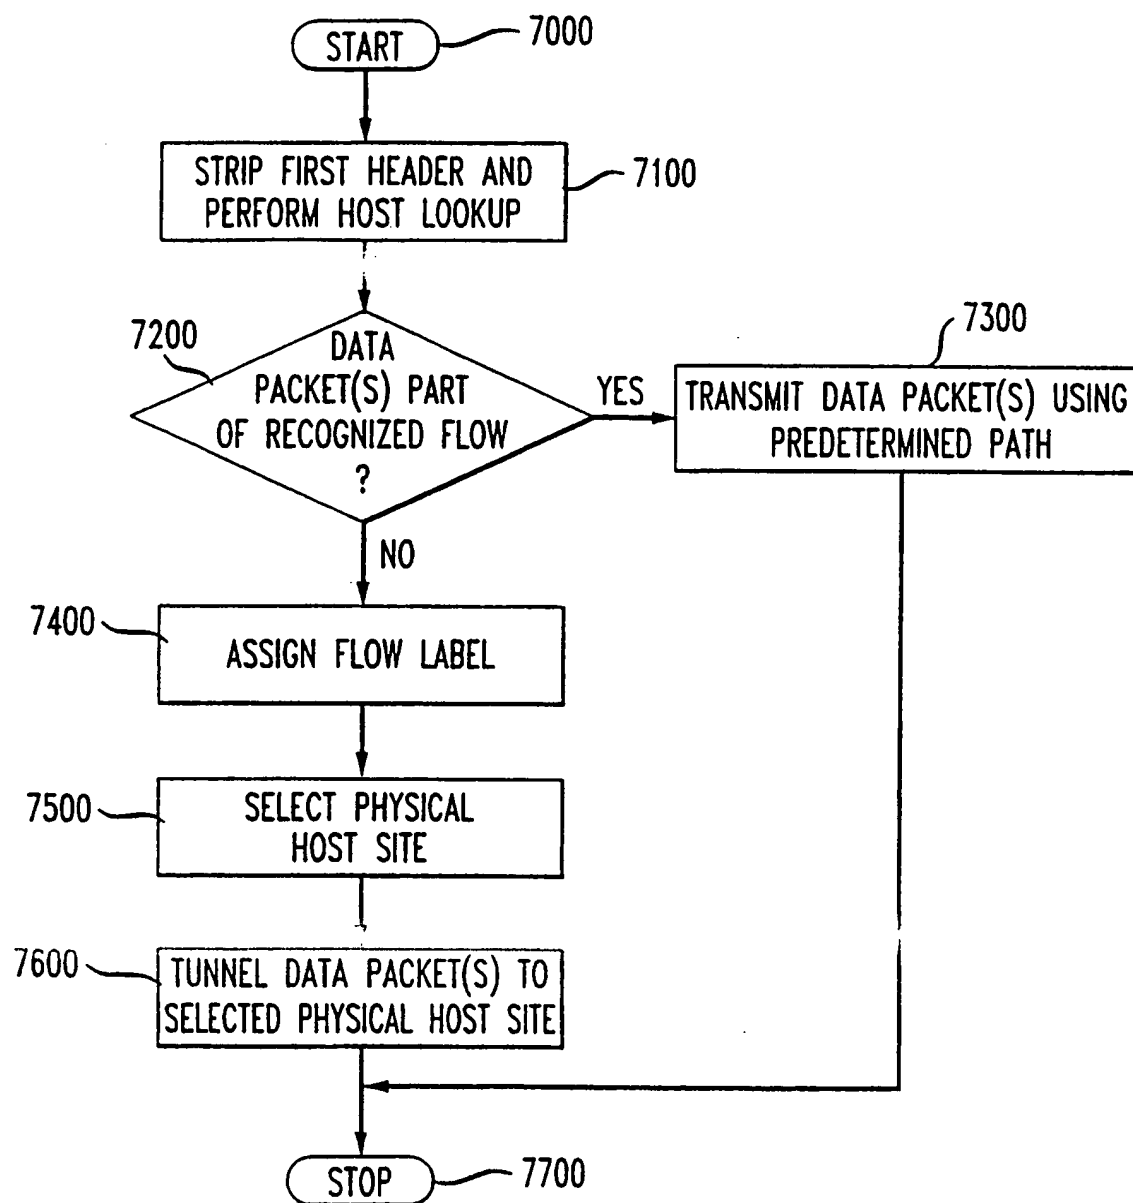 START
7000
STRIP FIRST HEADER AND
PERFORM HOST LOOKUP
7100
7200
DATA
PACKET(S) PART
OF RECOGNIZED FLOW
?
YES
7300
TRANSMIT DATA PACKET(S) USING
PREDETERMINED PATH
NO
7400
ASSIGN FLOW LABEL
7500
SELECT PHYSICAL
HOST SITE
7600
TUNNEL DATA PACKET(S) TO
SELECTED PHYSICAL HOST SITE
STOP
7700